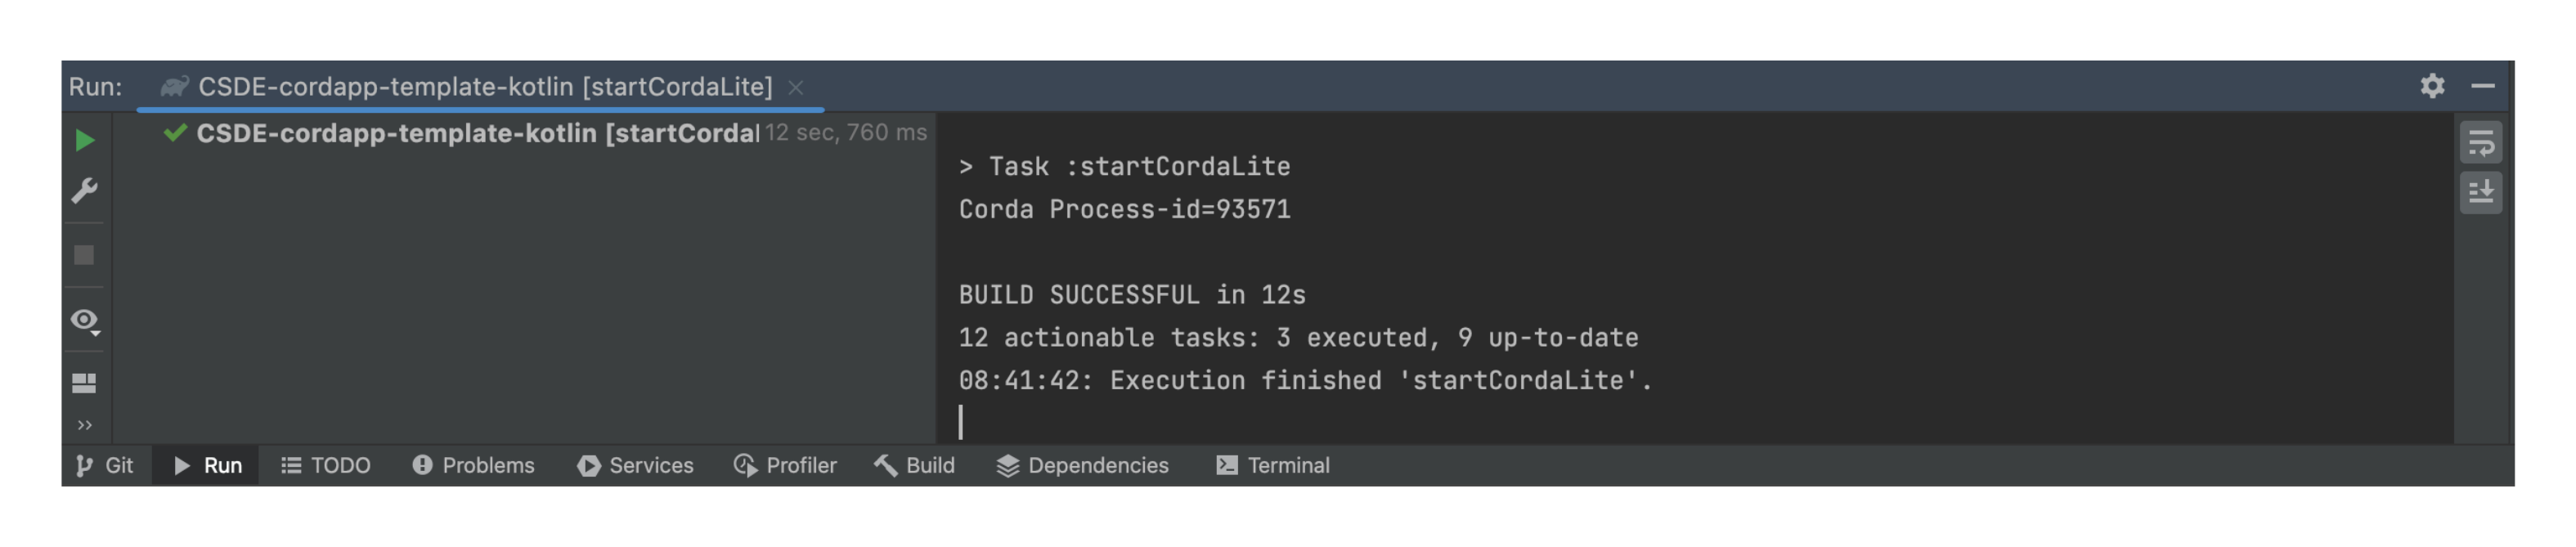 Run: CSDE-cordapp-template-kotlin [startCordaLite]
CSDE-cordapp-template-kotlin [startCordal 12 sec, 760 ms
> Task :startCordaLite
Corda Process-id=93571
BUILD SUCCESSFUL in 12s
12 actionable tasks: 3 executed, 9 up-to-date
08:41:42: Execution finished 'startCordaLite'.
Git Run TODO Problems Services Profiler Build Dependencies Terminal